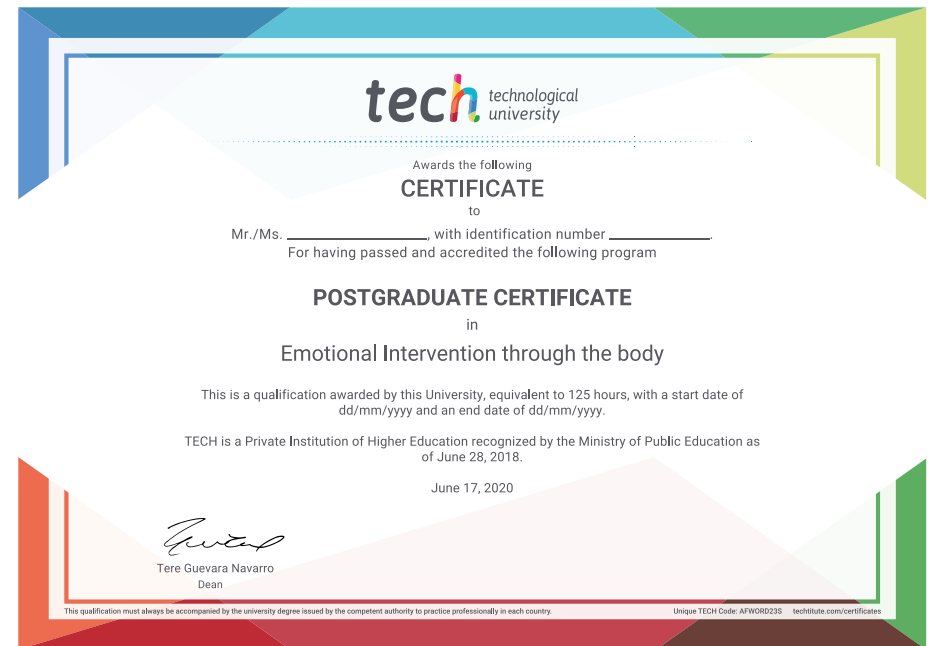 tech technological
university
Awards the following
CERTIFICATE
to
Mr./Ms. ____________________, with identification number ______________.
For having passed and accredited the following program
POSTGRADUATE CERTIFICATE
in
Emotional Intervention through the body
This is a qualification awarded by this University, equivalent to 125 hours, with a start date of
dd/mm/yyyy and an end date of dd/mm/yyyy.
TECH is a Private Institution of Higher Education recognized by the Ministry of Public Education as
of June 28, 2018.
June 17, 2020
Tere Guevara Navarro
Dean
This qualification must always be accompanied by the university degree issued by the competent authority to practice professionally in each country.
Unique TECH Code: AFWORD23S techtitute.com/certificates